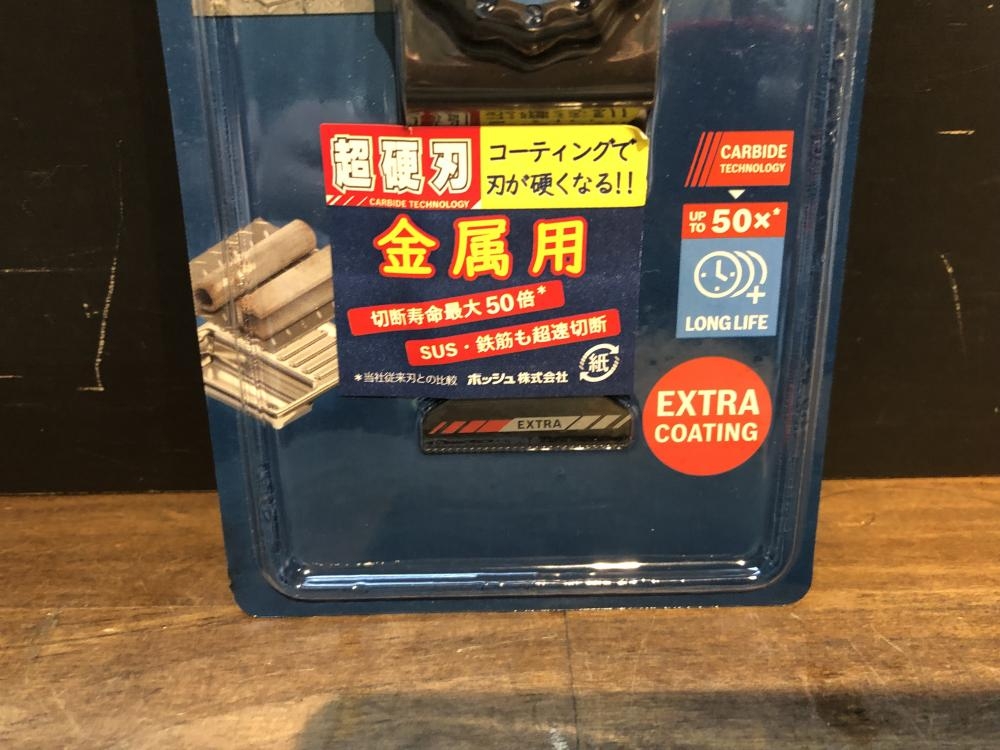 超硬刃
CARBIDE TECHNOLOGY
コーティングで
刃が硬くなる!!
金属用
切断寿命最大50倍*
SUS・鉄筋も超速切断
*当社従来刃との比較 ボッシュ株式会社
紙
EXTRA
CARBIDE
TECHNOLOGY
UP TO 50x*
LONG LIFE
EXTRA
COATING